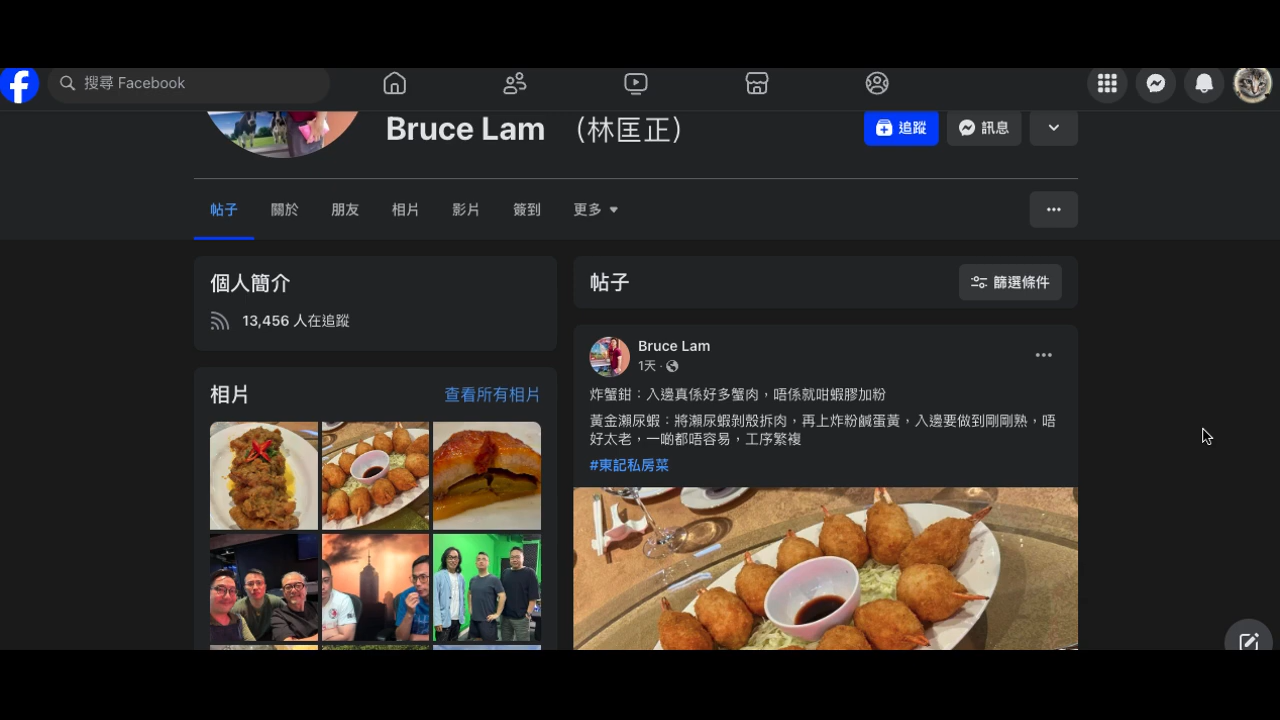 搜尋 Facebook
Bruce Lam （林匡正）
追蹤
訊息
帖子
關於
朋友
相片
影片
簽到
更多
個人簡介
13,456 人在追蹤
相片
查看所有相片
帖子
篩選條件
Bruce Lam
1天 ·
炸蟹鉗：入邊真係好多蟹肉，唔係就咁蝦膠加粉
黃金瀨尿蝦：將瀨尿蝦剝殼拆肉，再上炸粉鹹蛋黃，入邊要做到剛剛熟，唔
好太老，一啲都唔容易，工序繁複
#東記私房菜